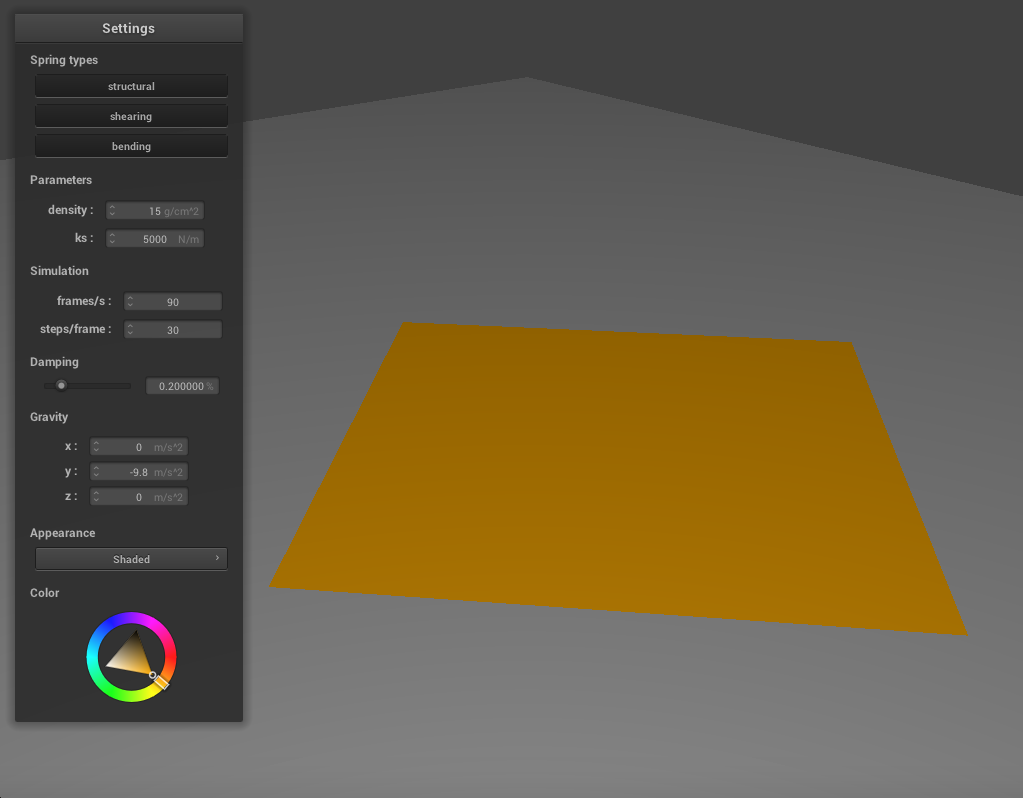 Settings
Spring types
structural
shearing
bending
Parameters
density : 15 g/cm^2
ks : 5000 N/m
Simulation
frames/s : 90
steps/frame : 30
Damping
0.200000 %
Gravity
x : 0 m/s^2
y : -9.8 m/s^2
z : 0 m/s^2
Appearance
Shaded
Color